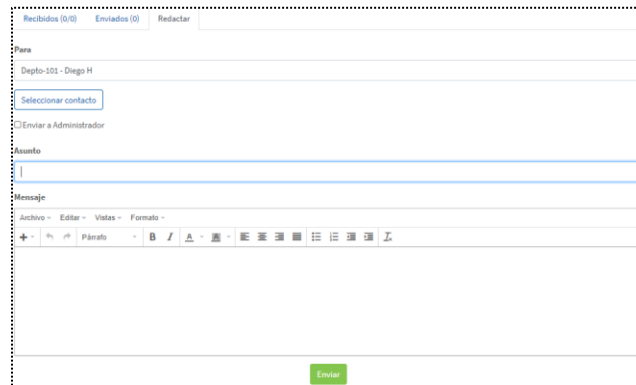 Recibidos (0/0) Enviados (0) Redactar
Para
Depto-101 - Diego H
Seleccionar contacto
Enviar a Administrador
Asunto
Mensaje
Archivo Editar Vistas Formato
Párrafo B I A A
Enviar